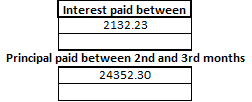 Interest paid between
2132.23
Principal paid between 2nd and 3rd months
24352.30